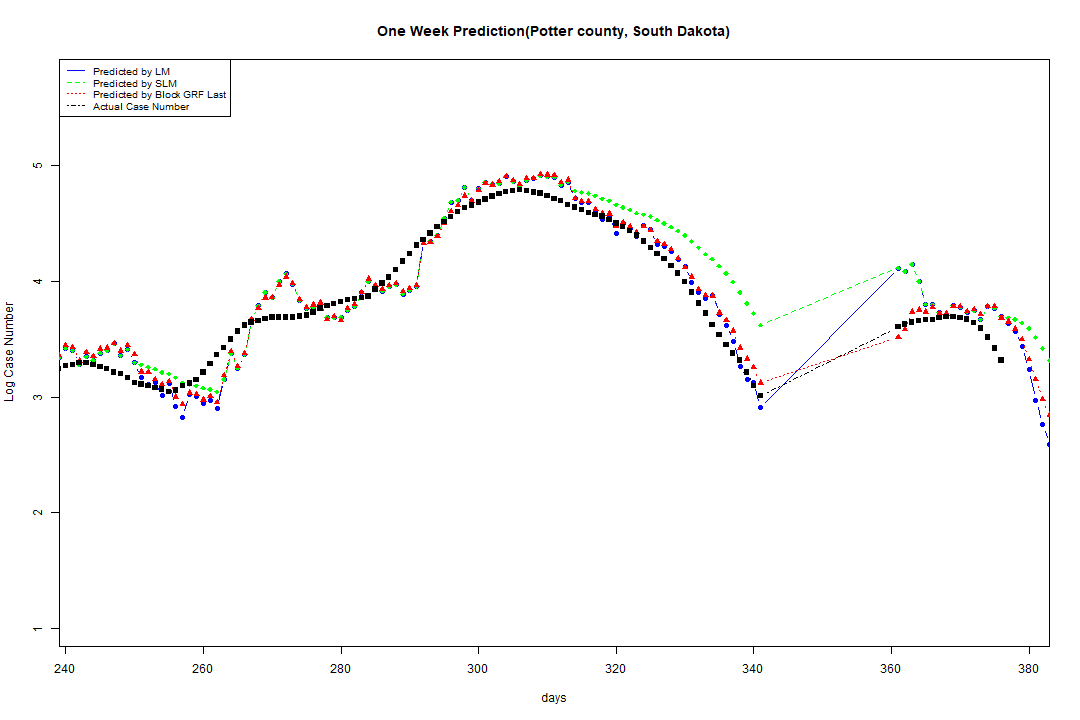 One Week Prediction(Potter county, South Dakota)
Predicted by LM
Predicted by SLM
Predicted by Block GRF Last
Actual Case Number
5
4
3
2
1
Log Case Number
240 260 280 300 320 340 360 380
days